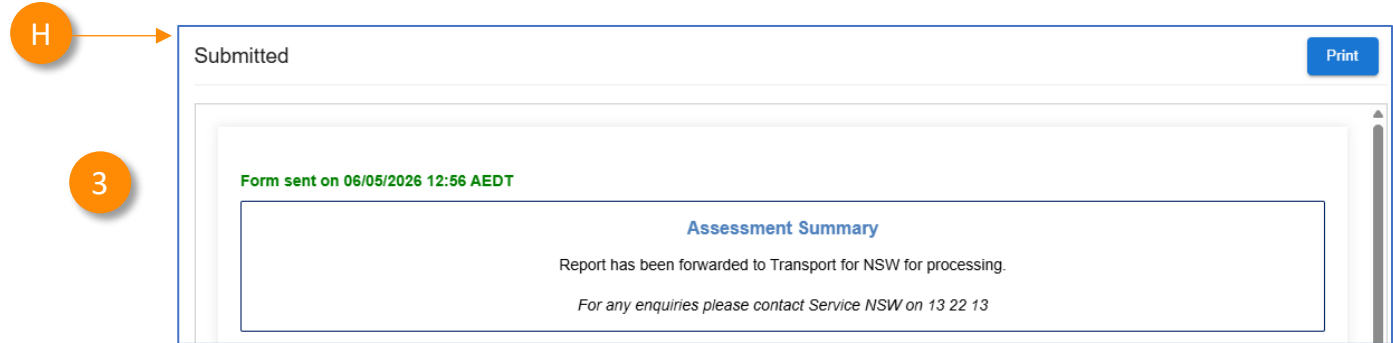 H
Submitted
Print
3
Form sent on 06/05/2026 12:56 AEDT
Assessment Summary
Report has been forwarded to Transport for NSW for processing.
For any enquiries please contact Service NSW on 13 22 13